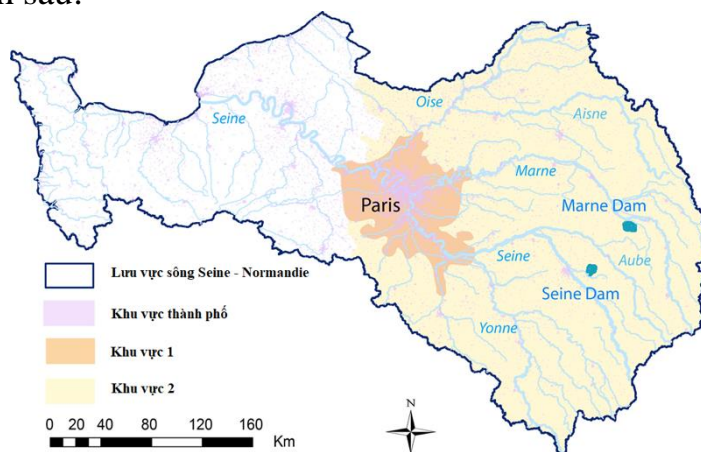 Seine
Oise
Aisne
Marne
Paris
Marne Dam
Seine
Aube
Seine Dam
Yonne
Lưu vực sông Seine - Normandie
Khu vực thành phố
Khu vực 1
Khu vực 2
0 20 40 80 120 160
Km
N